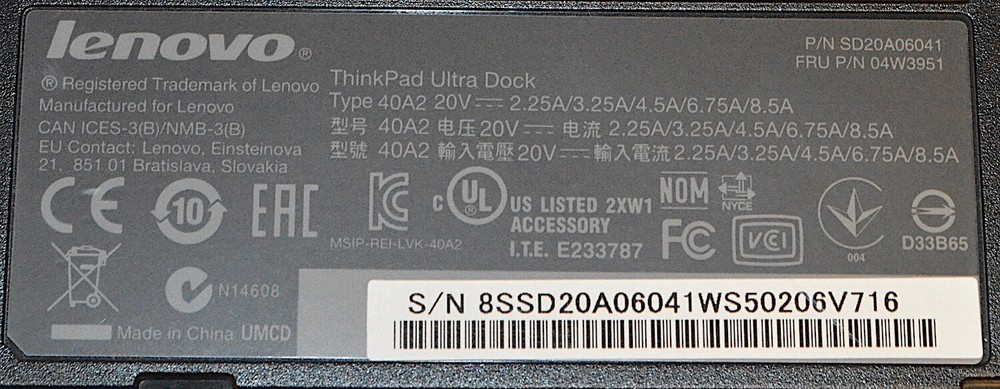 lenovo®
P/N SD20A06041
FRU P/N 04W3951
® Registered Trademark of Lenovo
Manufactured for Lenovo
CAN ICES-3(B)/NMB-3(B)
EU Contact: Lenovo, Einsteinova
21, 851 01 Bratislava, Slovakia
ThinkPad Ultra Dock
Type 40A2 20V⎓ 2.25A/3.25A/4.5A/6.75A/8.5A
型号 40A2 电压20V⎓ 电流 2.25A/3.25A/4.5A/6.75A/8.5A
型號 40A2 輸入電壓20V⎓輸入電流2.25A/3.25A/4.5A/6.75A/8.5A
CE
10
EAC
KC
MSIP-REI-LVK-40A2
c UL US LISTED 2XW1
ACCESSORY
I.T.E. E233787
NOM
NYCE
FC
VCI
004
D33B65
N14608
Made in China UMCD
S/N 8SSD20A06041WS50206V716